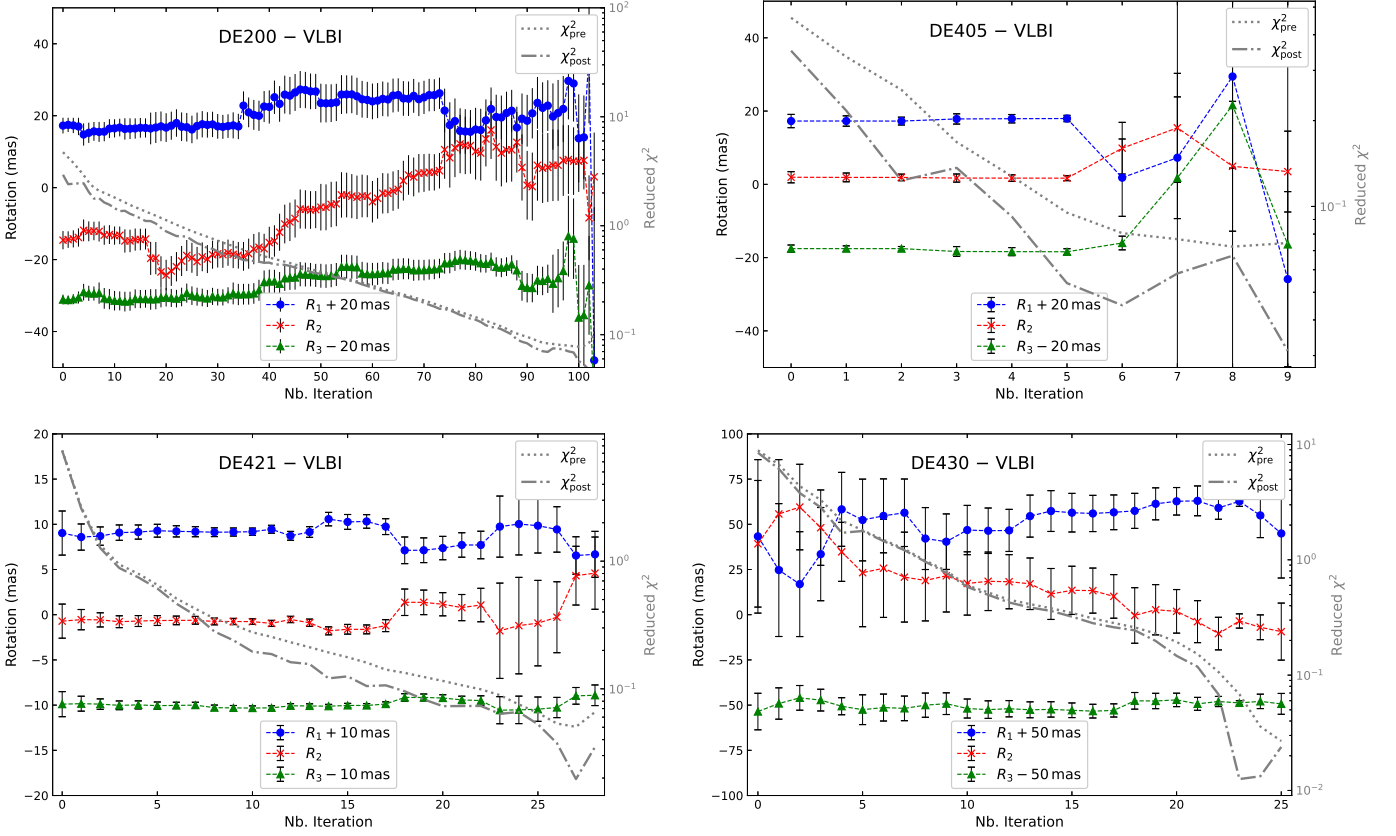 DE200 − VLBI
χ²pre
χ²post
40
20
0
−20
−40
10²
10¹
10⁰
10⁻¹
Rotation (mas)
Reduced χ²
R₁ + 20 mas
R₂
R₃ − 20 mas
0 10 20 30 40 50 60 70 80 90 100
Nb. Iteration
DE405 − VLBI
χ²pre
χ²post
40
20
0
−20
−40
10⁻¹
Rotation (mas)
Reduced χ²
R₁ + 20 mas
R₂
R₃ − 20 mas
0 1 2 3 4 5 6 7 8 9
Nb. Iteration
DE421 − VLBI
χ²pre
χ²post
20
15
10
5
0
−5
−10
−15
−20
10⁰
10⁻¹
Rotation (mas)
Reduced χ²
R₁ + 10 mas
R₂
R₃ − 10 mas
0 5 10 15 20 25
Nb. Iteration
DE430 − VLBI
χ²pre
χ²post
100
75
50
25
0
−25
−50
−75
−100
10¹
10⁰
10⁻¹
10⁻²
Rotation (mas)
Reduced χ²
R₁ + 50 mas
R₂
R₃ − 50 mas
0 5 10 15 20 25
Nb. Iteration